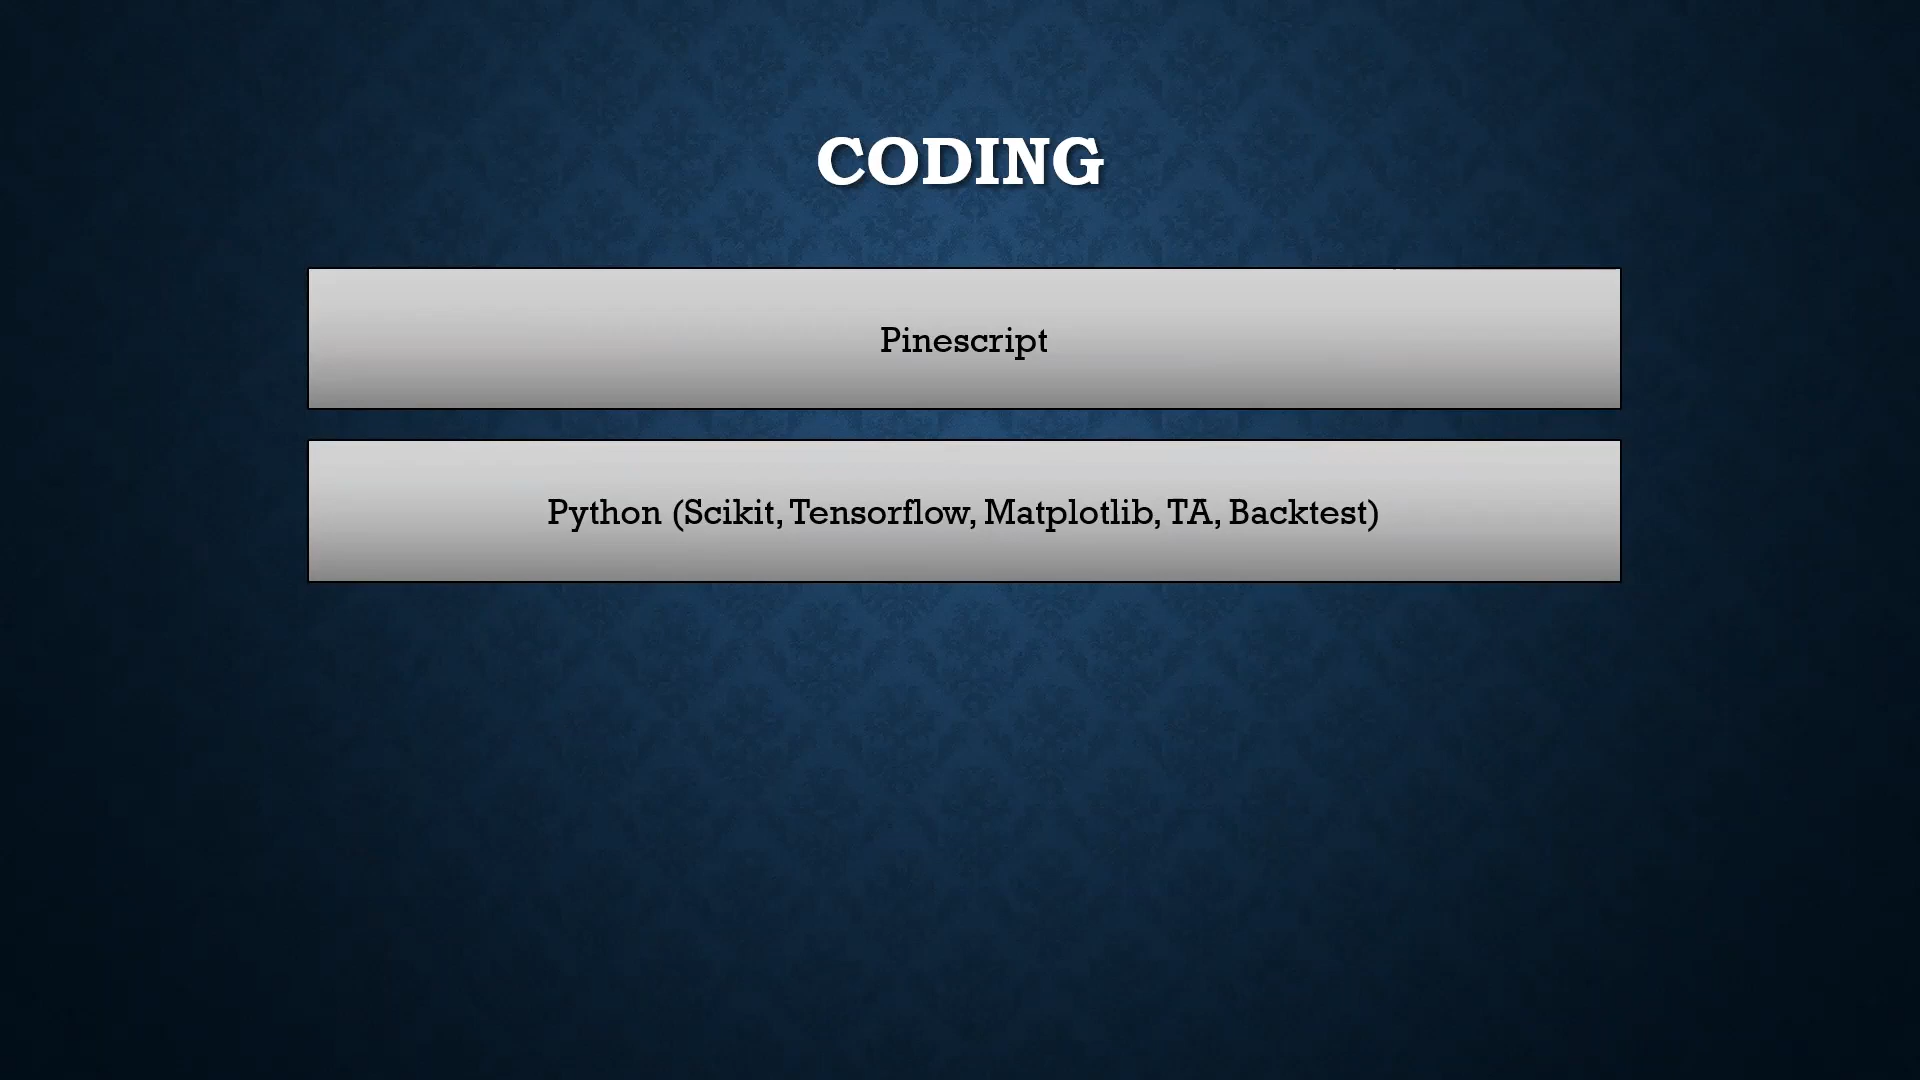 CODING
Pinescript
Python (Scikit, Tensorflow, Matplotlib, TA, Backtest)